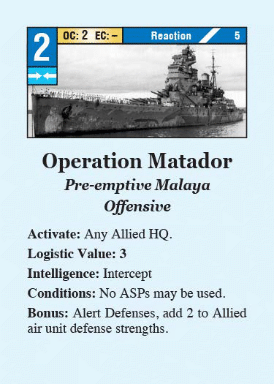 2 OC: 2 EC: – Reaction 5
Operation Matador
Pre-emptive Malaya
Offensive
Activate: Any Allied HQ.
Logistic Value: 3
Intelligence: Intercept
Conditions: No ASPs may be used.
Bonus: Alert Defenses, add 2 to Allied
air unit defense strengths.